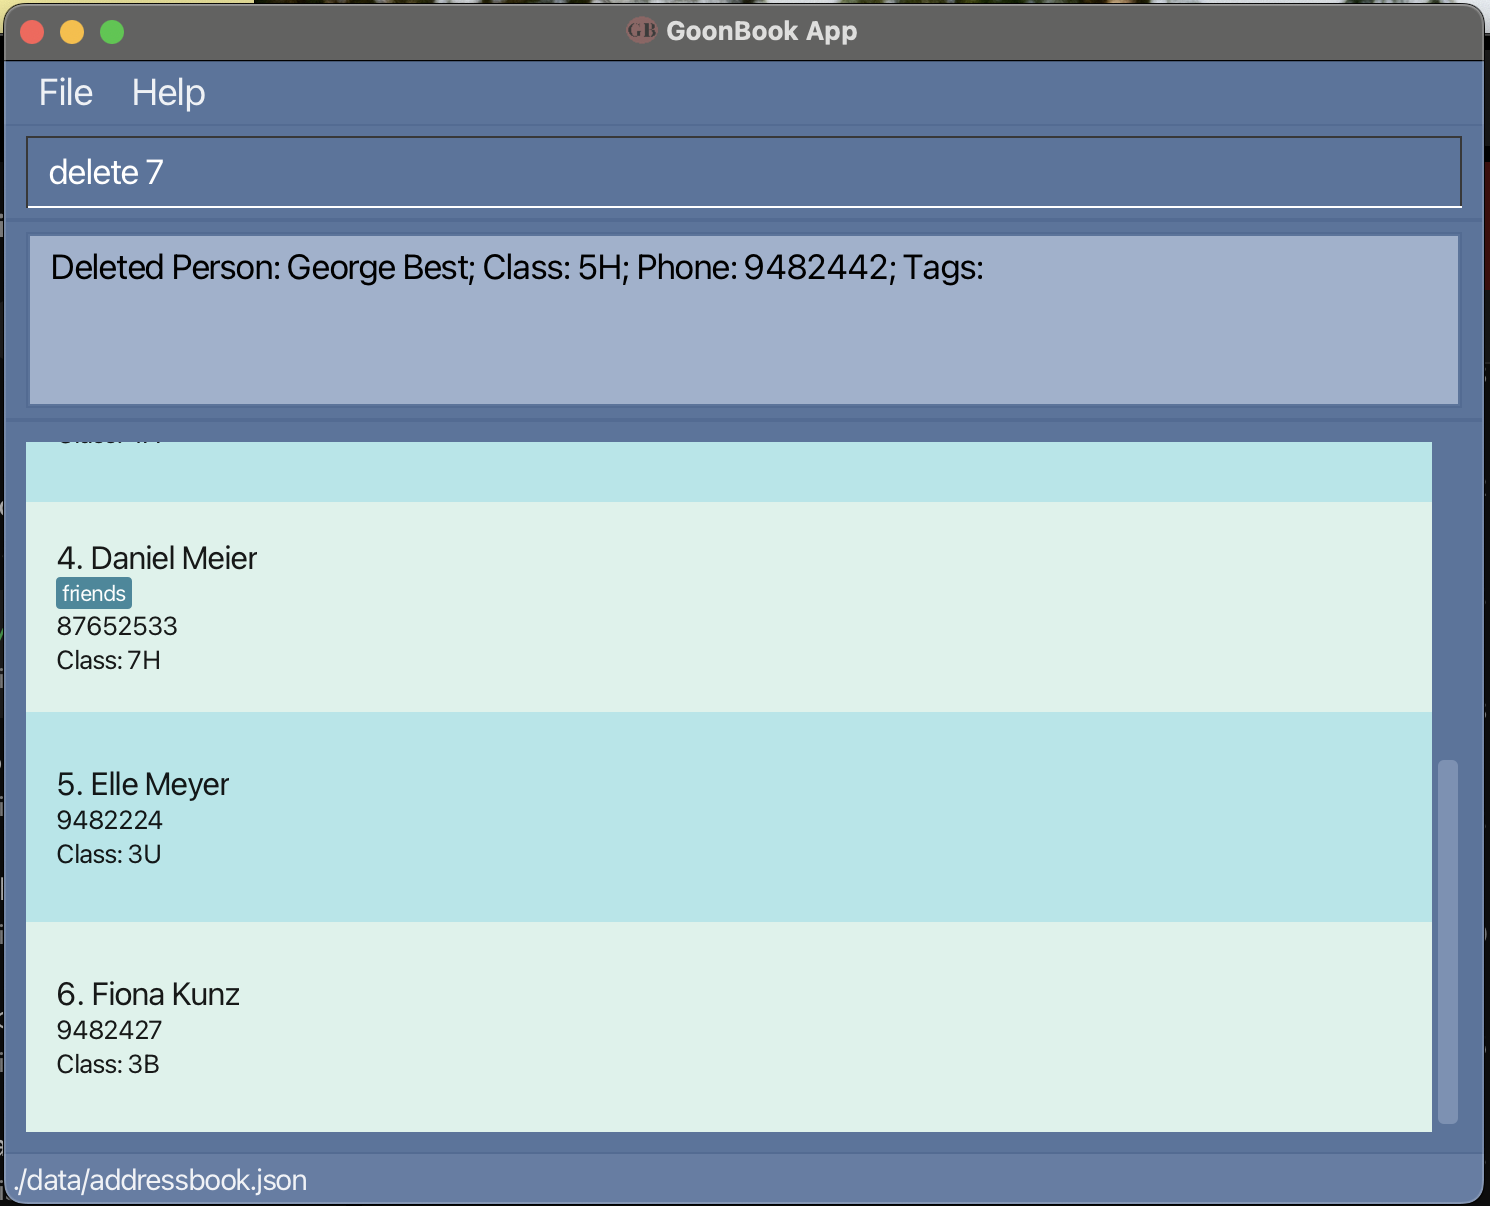 GB GoonBook App
File Help
delete 7
Deleted Person: George Best; Class: 5H; Phone: 9482442; Tags:
4. Daniel Meier
friends
87652533
Class: 7H
5. Elle Meyer
9482224
Class: 3U
6. Fiona Kunz
9482427
Class: 3B
./data/addressbook.json